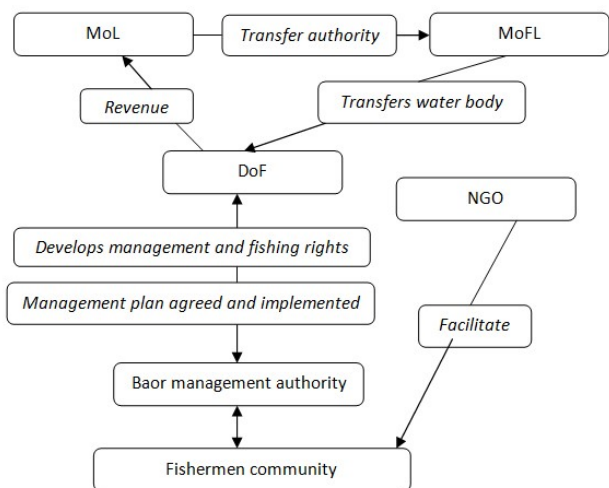 MoL
Transfer authority
MoFL
Revenue
Transfers water body
DoF
NGO
Develops management and fishing rights
Management plan agreed and implemented
Facilitate
Baor management authority
Fishermen community